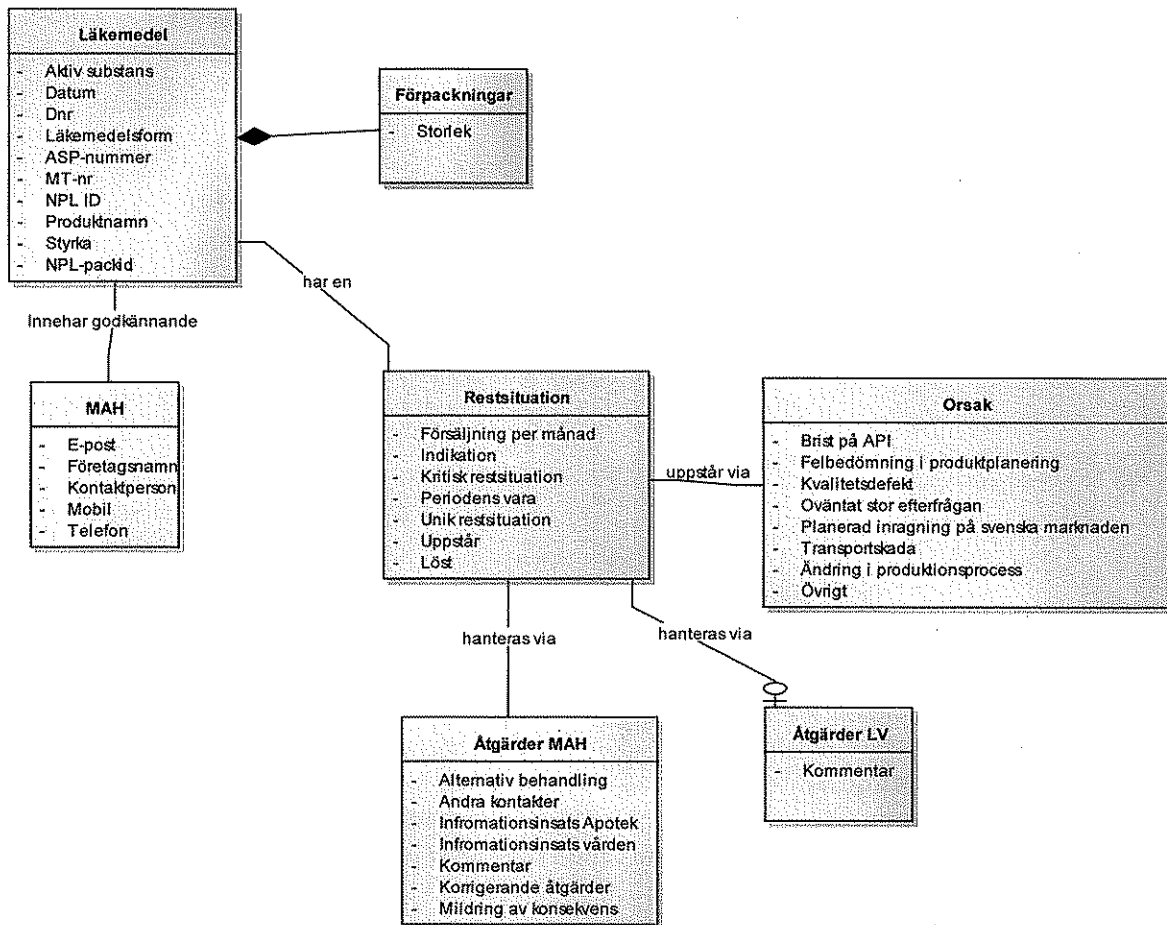 Läkemedel
- Aktiv substans
- Datum
- Dnr
- Läkemedelsform
- ASP-nummer
- MT-nr
- NPL ID
- Produktnamn
- Styrka
- NPL-packid
Förpackningar
- Storlek
har en
Innehar godkännande
MAH
- E-post
- Företagsnamn
- Kontaktperson
- Mobil
- Telefon
Restsituation
- Försäljning per månad
- Indikation
- Kritisk restsituation
- Periodens vara
- Unik restsituation
- Uppstår
- Löst
uppstår via
Orsak
- Brist på API
- Felbedömning i produktplanering
- Kvalitetsdefekt
- Oväntat stor efterfrågan
- Planerad inragning på svenska marknaden
- Transportskada
- Ändring i produktionsprocess
- Övrigt
hanteras via
hanteras via
Åtgärder MAH
- Alternativ behandling
- Andra kontakter
- Infromationsinsats Apotek
- Infromationsinsats vården
- Kommentar
- Korrigerande åtgärder
- Mildring av konsekvens
Åtgärder LV
- Kommentar